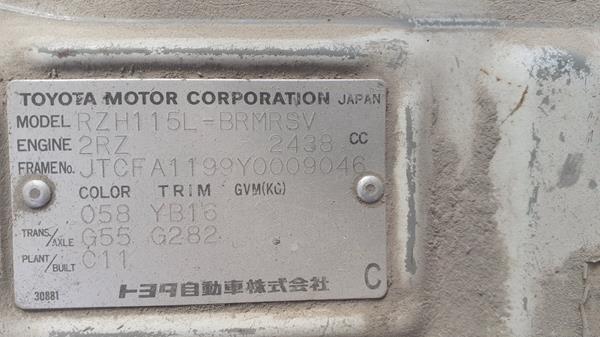 TOYOTA MOTOR CORPORATION JAPAN
MODEL RZH115L-BRMRSV
ENGINE 2RZ 2438 CC
FRAME No. JTCFA1199Y0009046
COLOR TRIM GVM(KG)
058 YB16
TRANS./AXLE G55 G282
PLANT/BUILT C11
30881 トヨタ自動車株式会社 C